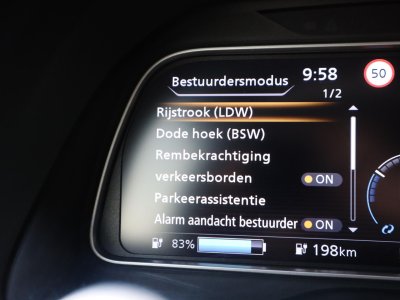 Bestuurdersmodus
9:58
50
1/2
Rijstrook (LDW)
Dode hoek (BSW)
Rembekrachtiging
verkeersborden ON
Parkeerassistentie
Alarm aandacht bestuurder ON
83% 198km